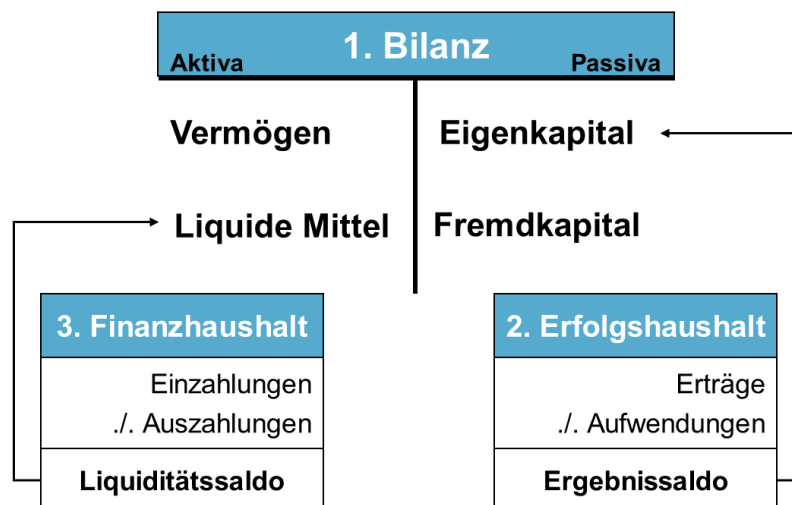 1. Bilanz
Aktiva
Passiva
Vermögen
Eigenkapital
Liquide Mittel
Fremdkapital
3. Finanzhaushalt
Einzahlungen
./. Auszahlungen
Liquiditätssaldo
2. Erfolgshaushalt
Erträge
./. Aufwendungen
Ergebnissaldo